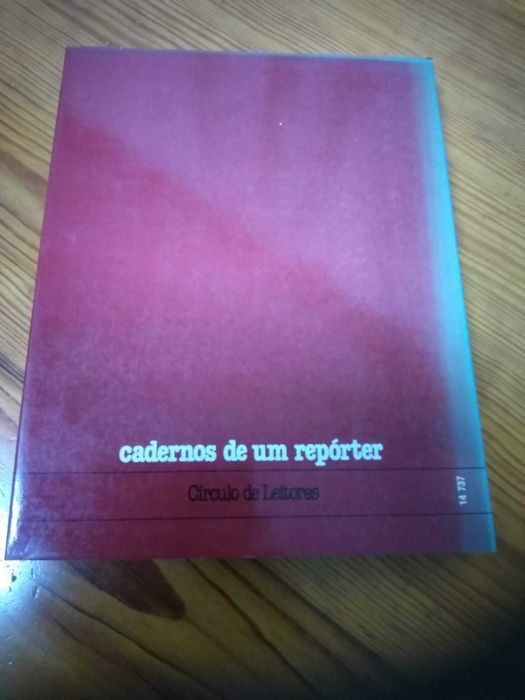 cadernos de um repórter
Círculo de Leitores
14 737